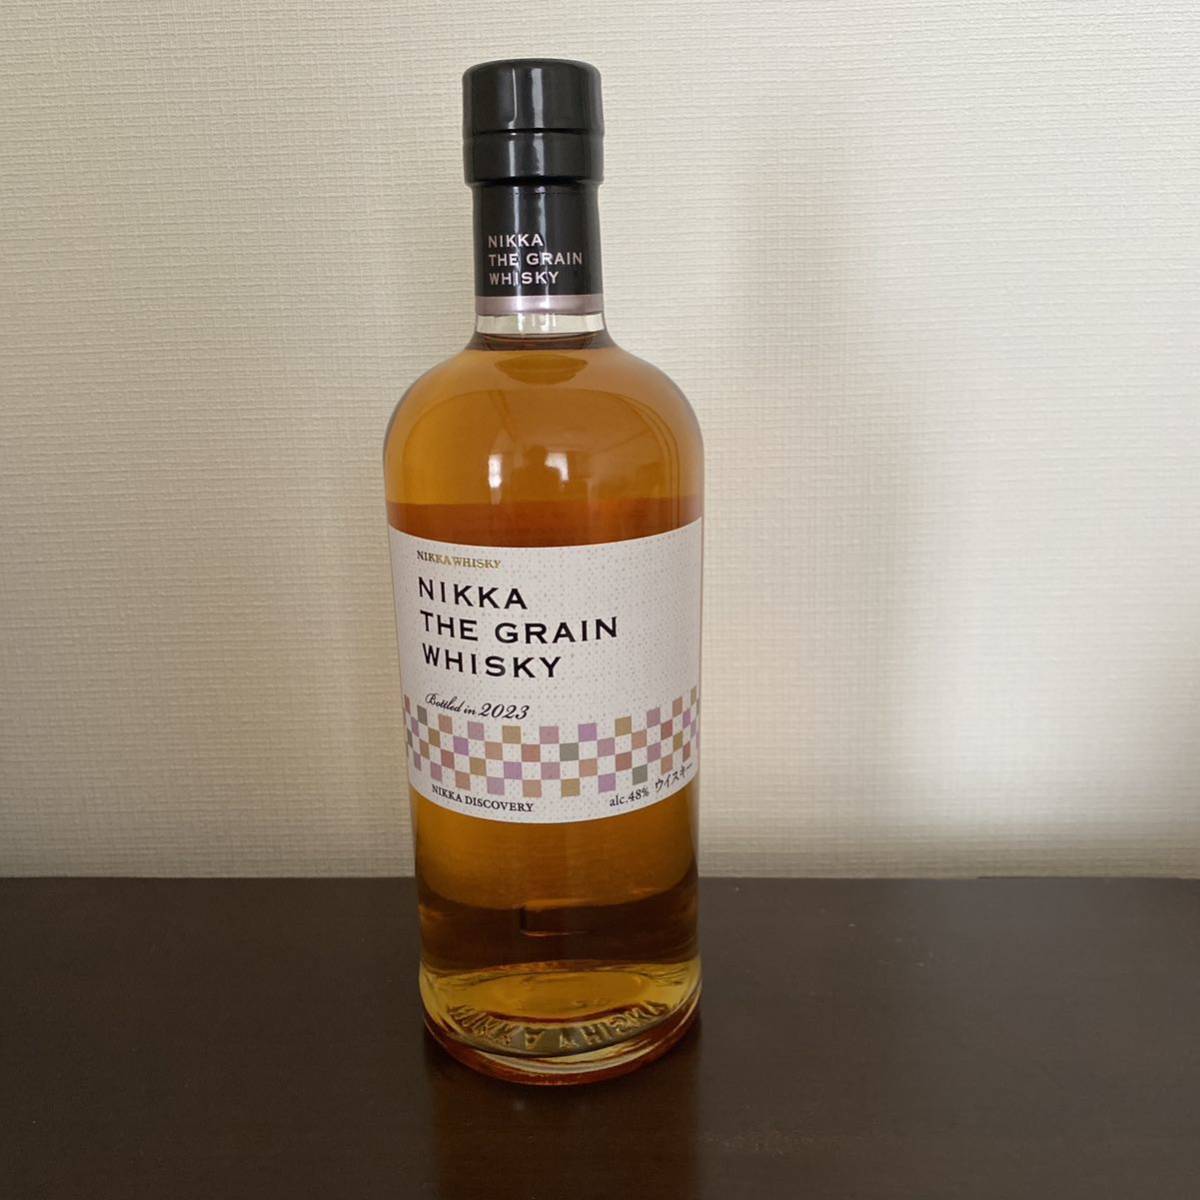 NIKKA
THE GRAIN
WHISKY
NIKKA WHISKY
NIKKA
THE GRAIN
WHISKY
Bottled in 2023
NIKKA DISCOVERY
alc.48% ウイスキー